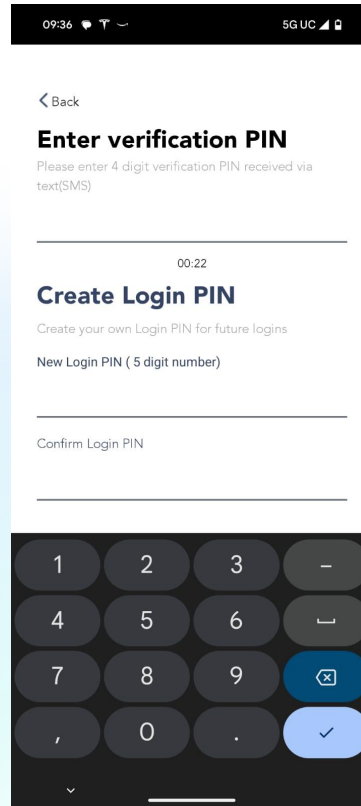 09:36
5G UC
Back
Enter verification PIN
Please enter 4 digit verification PIN received via
text(SMS)
00:22
Create Login PIN
Create your own Login PIN for future logins
New Login PIN ( 5 digit number)
Confirm Login PIN
1 2 3 –
4 5 6
7 8 9
, 0 .